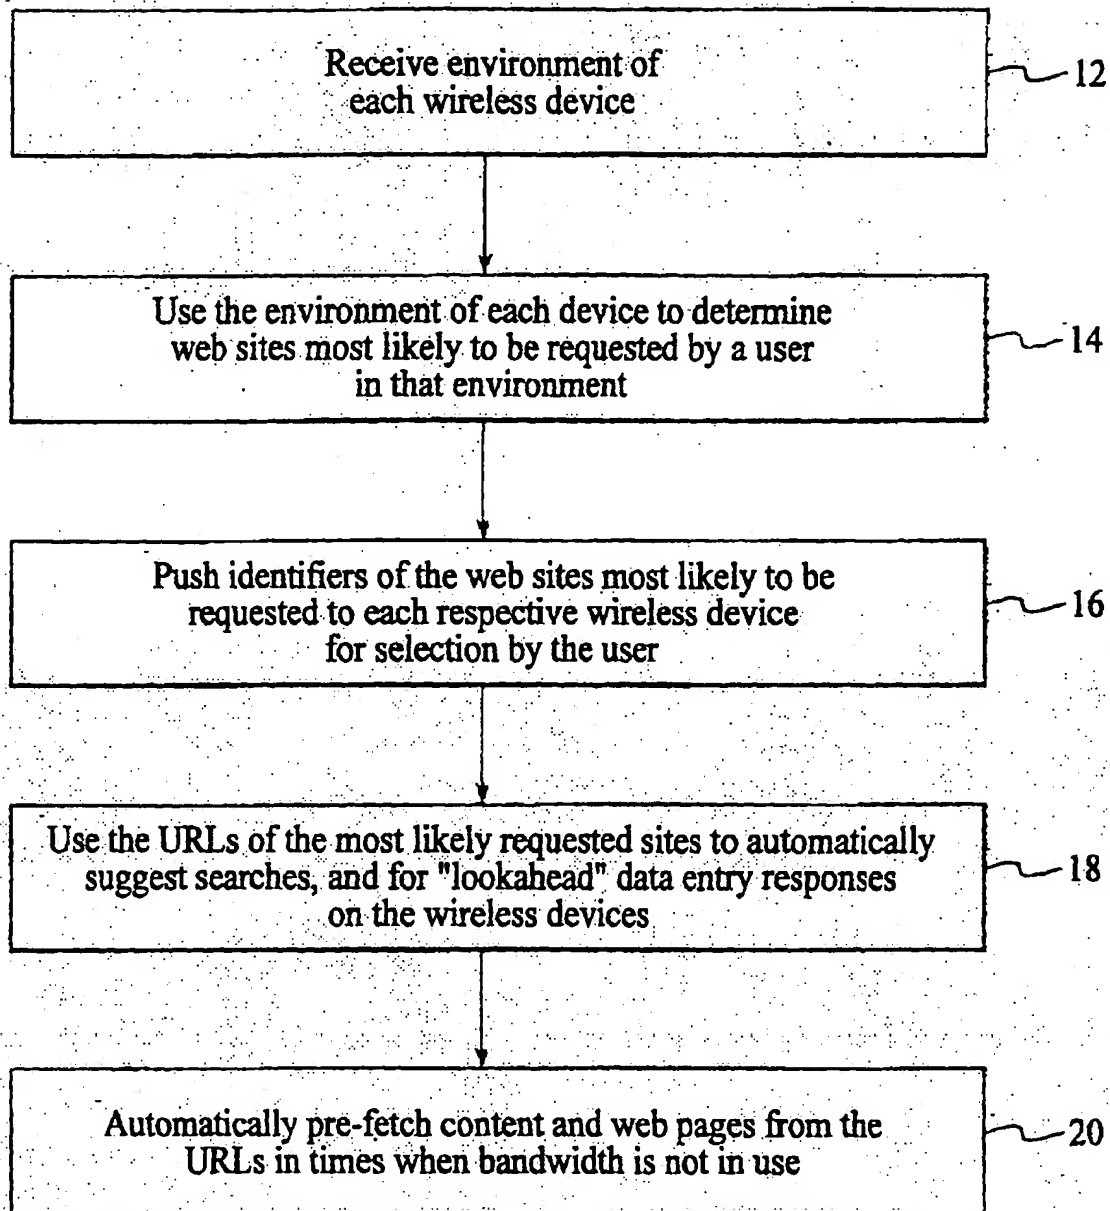 Receive environment of
each wireless device
12
Use the environment of each device to determine
web sites most likely to be requested by a user
in that environment
14
Push identifiers of the web sites most likely to be
requested to each respective wireless device
for selection by the user
16
Use the URLs of the most likely requested sites to automatically
suggest searches, and for "lookahead" data entry responses
on the wireless devices
18
Automatically pre-fetch content and web pages from the
URLs in times when bandwidth is not in use
20